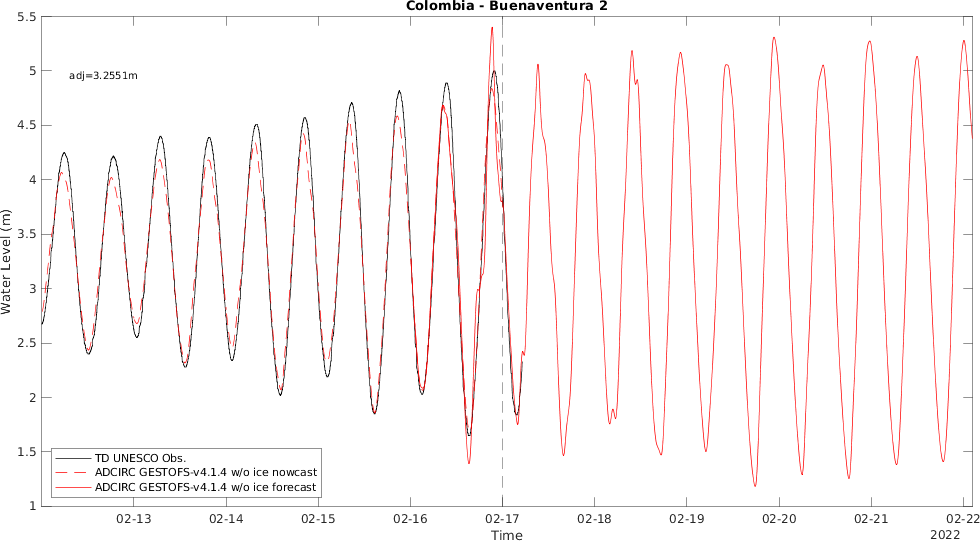 Colombia - Buenaventura 2
5.5
5
4.5
4
3.5
3
2.5
2
1.5
1
Water Level (m)
adj=3.2551m
TD UNESCO Obs.
ADCIRC GESTOFS-v4.1.4 w/o ice nowcast
ADCIRC GESTOFS-v4.1.4 w/o ice forecast
02-13 02-14 02-15 02-16 02-17 02-18 02-19 02-20 02-21 02-22
Time
2022